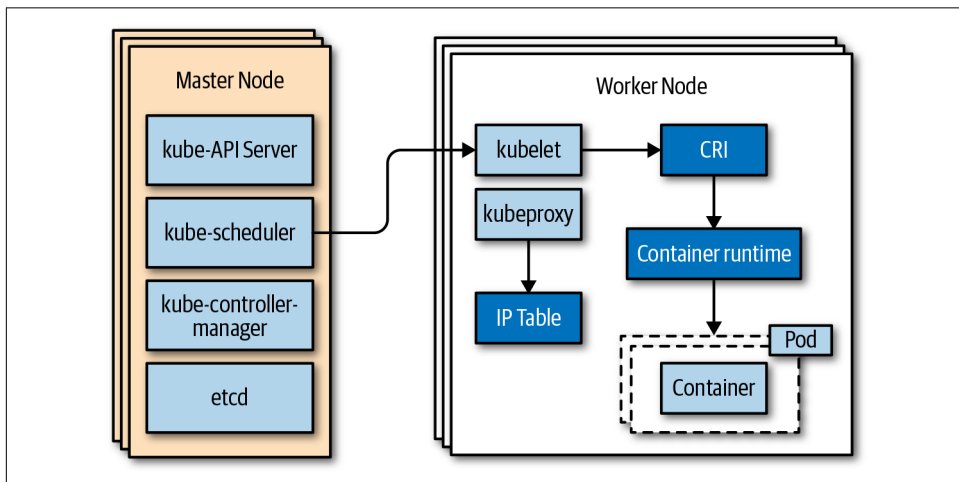 Master Node
kube-API Server
kube-scheduler
kube-controller-
manager
etcd
Worker Node
kubelet
CRI
kubeproxy
Container runtime
IP Table
Pod
Container